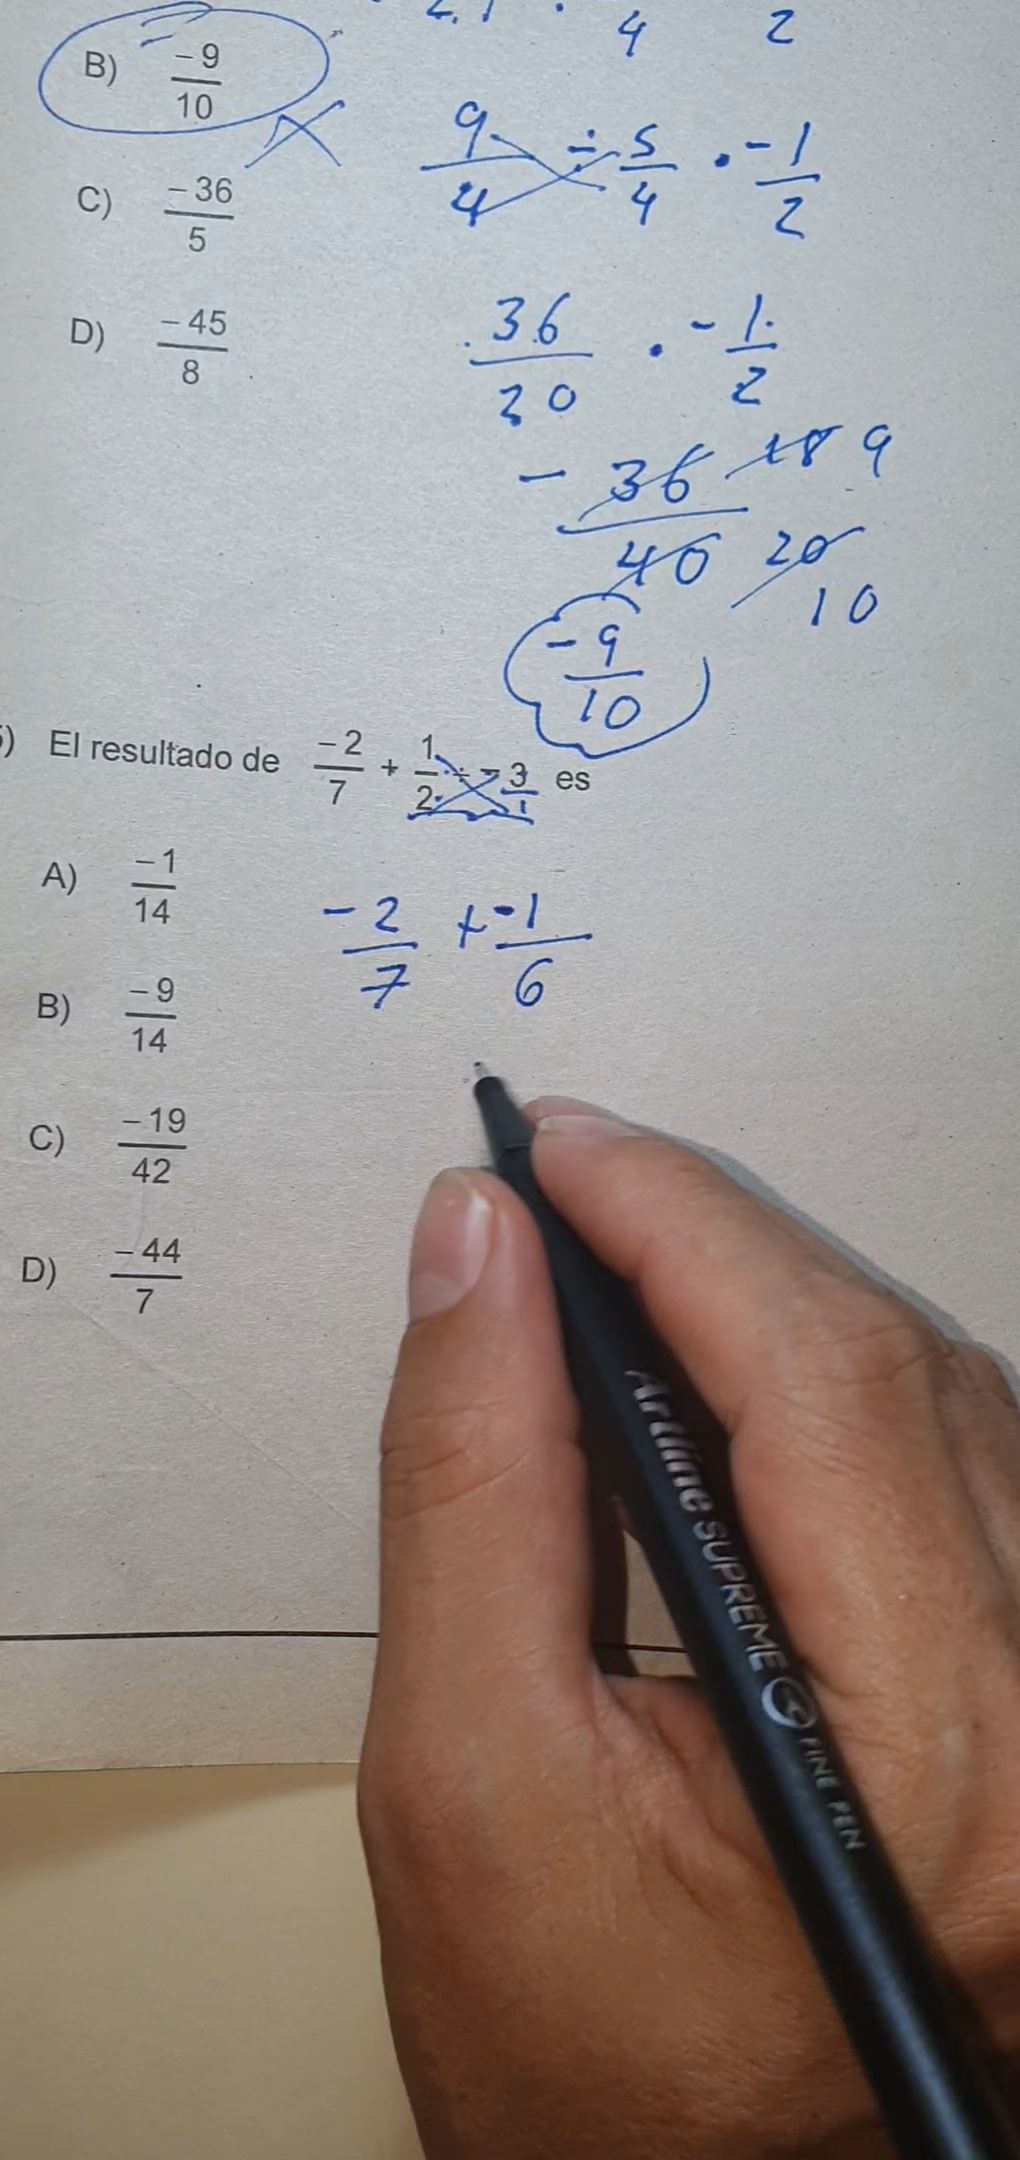 4 2
B) -9/10
9/4 ÷ 5/4 · -1/2
C) -36/5
D) -45/8
36/20 · -1/2
- 36/40 18/20 9/10
-9/10
) El resultado de -2/7 + 1/2 ÷ -3/1 es
A) -1/14
-2/7 + -1/6
B) -9/14
C) -19/42
D) -44/7
Artline SUPREME FINE PEN